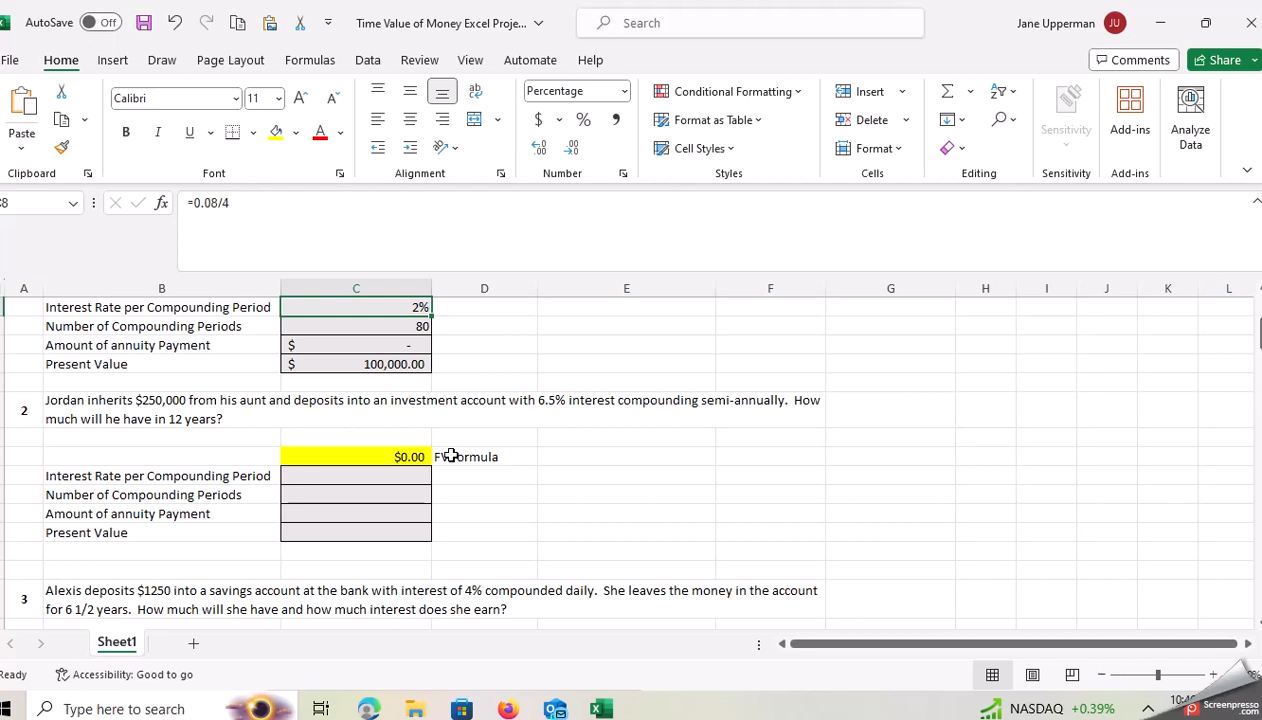 AutoSave Off
Time Value of Money Excel Proje...
Search
Jane Upperman JU
File Home Insert Draw Page Layout Formulas Data Review View Automate Help
Comments Share
Paste
Calibri 11
B I U
ab
Percentage
$ % ,
Conditional Formatting
Format as Table
Cell Styles
Insert
Delete
Format
Sensitivity
Add-ins
Analyze Data
Clipboard Font Alignment Number Styles Cells Editing Sensitivity Add-ins
fx =0.08/4
A B C D E F G H I J K L
Interest Rate per Compounding Period 2%
Number of Compounding Periods 80
Amount of annuity Payment $ -
Present Value $ 100,000.00
2 Jordan inherits $250,000 from his aunt and deposits into an investment account with 6.5% interest compounding semi-annually. How
much will he have in 12 years?
$0.00 FV formula
Interest Rate per Compounding Period
Number of Compounding Periods
Amount of annuity Payment
Present Value
3 Alexis deposits $1250 into a savings account at the bank with interest of 4% compounded daily. She leaves the money in the account
for 6 1/2 years. How much will she have and how much interest does she earn?
Sheet1
Ready Accessibility: Good to go
Type here to search
NASDAQ +0.39%
Screenpresso
.com